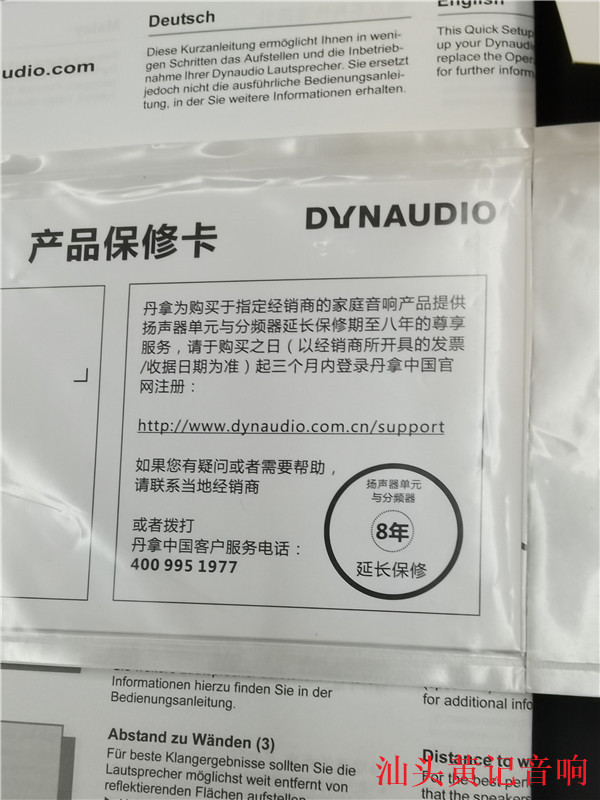 Deutsch
Diese Kurzanleitung ermöglicht Ihnen in weni-
gen Schritten das Aufstellen und die Inbetrieb-
nahme Ihrer Dynaudio Lautsprecher. Sie ersetzt
jedoch nicht die ausführliche Bedienungsanlei-
tung, in der Sie weitere Informationen erhalten.
udio.com
English
This Quick Setup
up your Dynaudi
replace the Oper
for further inform
DYNAUDIO
产品保修卡
丹拿为购买于指定经销商的家庭音响产品提供
扬声器单元与分频器延长保修期至八年的尊享
服务，请于购买之日（以经销商所开具的发票
/收据日期为准）起三个月内登录丹拿中国官
网注册：
http://www.dynaudio.com.cn/support
如果您有疑问或者需要帮助，
请联系当地经销商
或者拨打
丹拿中国客户服务电话：
400 995 1977
扬声器单元
与分频器
8年
延长保修
Informationen hierzu finden Sie in der
Bedienungsanleitung.
Abstand zu Wänden (3)
Für beste Klangergebnisse sollten Sie die
Lautsprecher möglichst weit entfernt von
reflektierenden Flächen aufstellen.
for additional info
Distance to w
For the best perf
that the speakers
汕头黄记音响